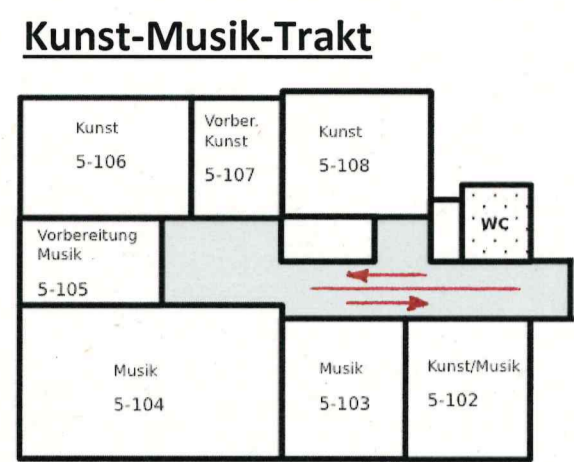 Kunst-Musik-Trakt
Kunst
5-106
Vorber.
Kunst
5-107
Kunst
5-108
WC
Vorbereitung
Musik
5-105
Musik
5-104
Musik
5-103
Kunst/Musik
5-102